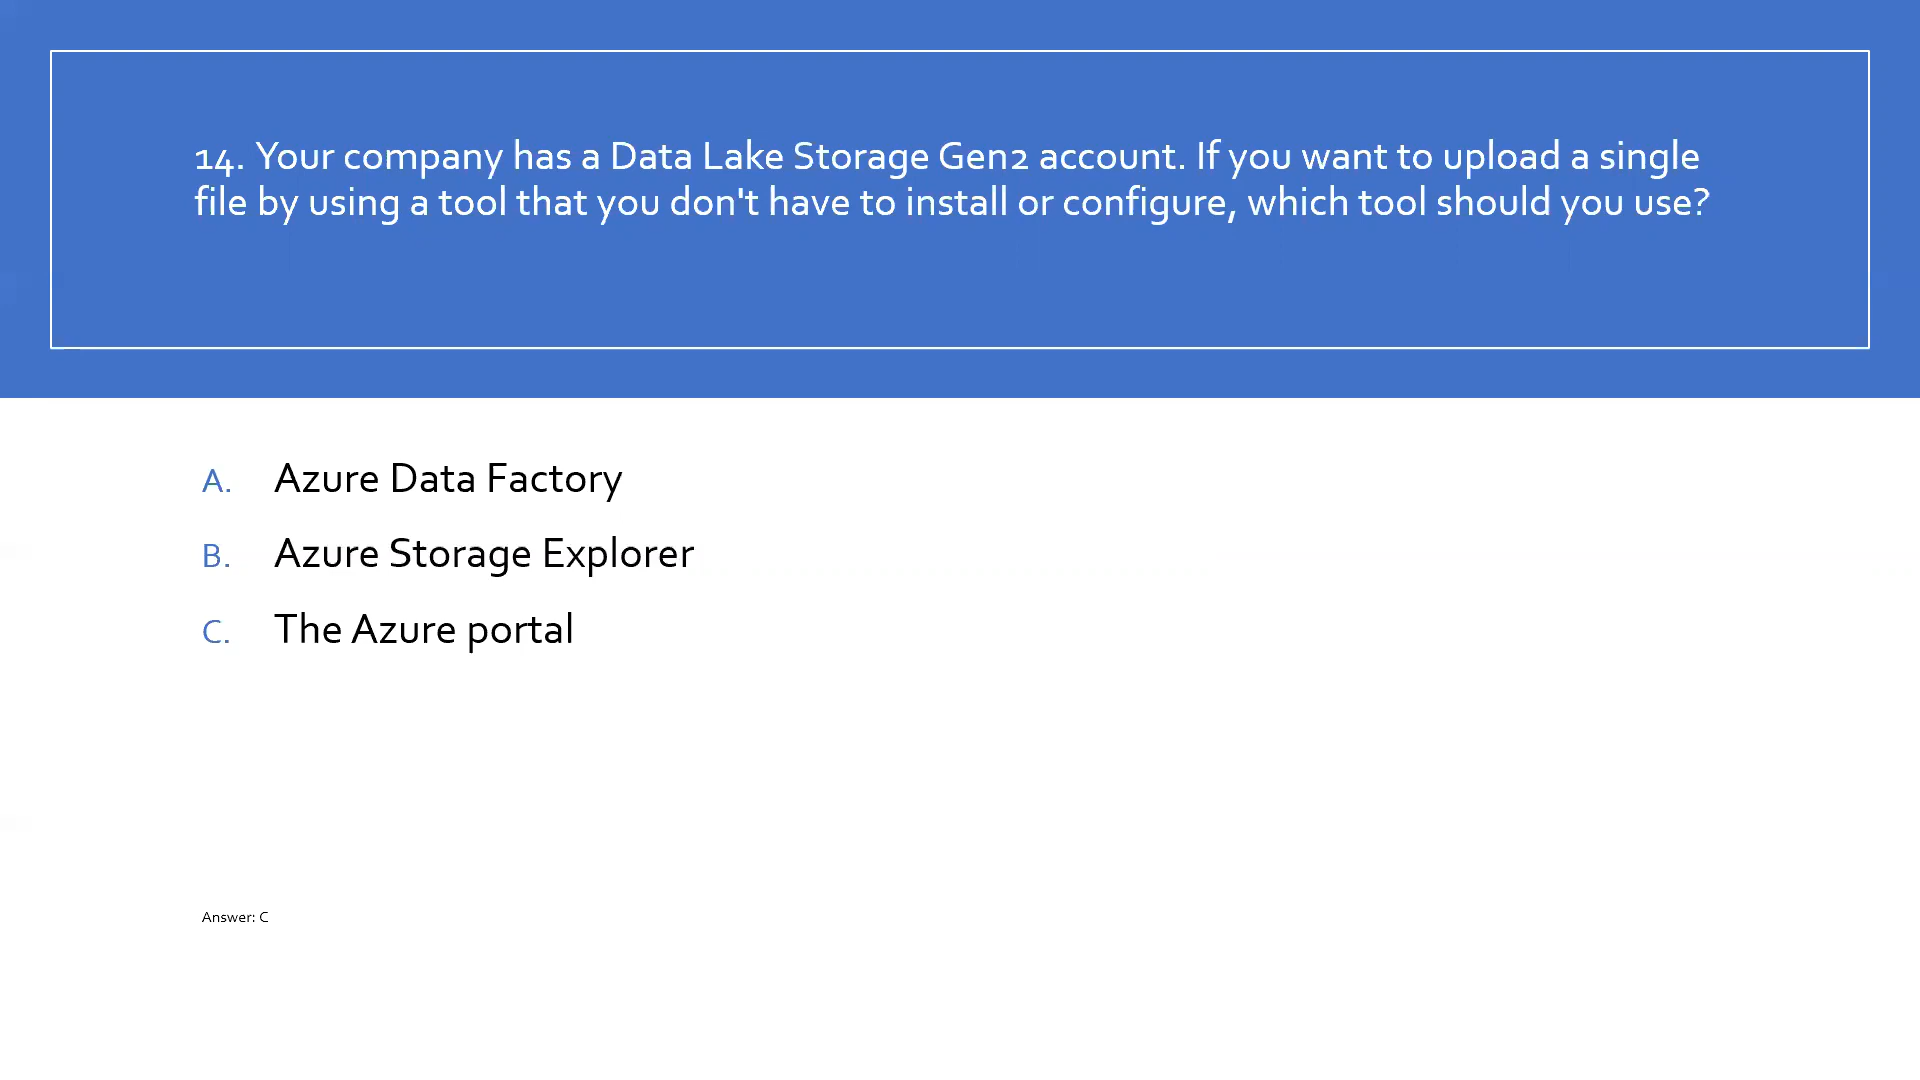 14. Your company has a Data Lake Storage Gen2 account. If you want to upload a single
file by using a tool that you don't have to install or configure, which tool should you use?
A. Azure Data Factory
B. Azure Storage Explorer
C. The Azure portal
Answer: C